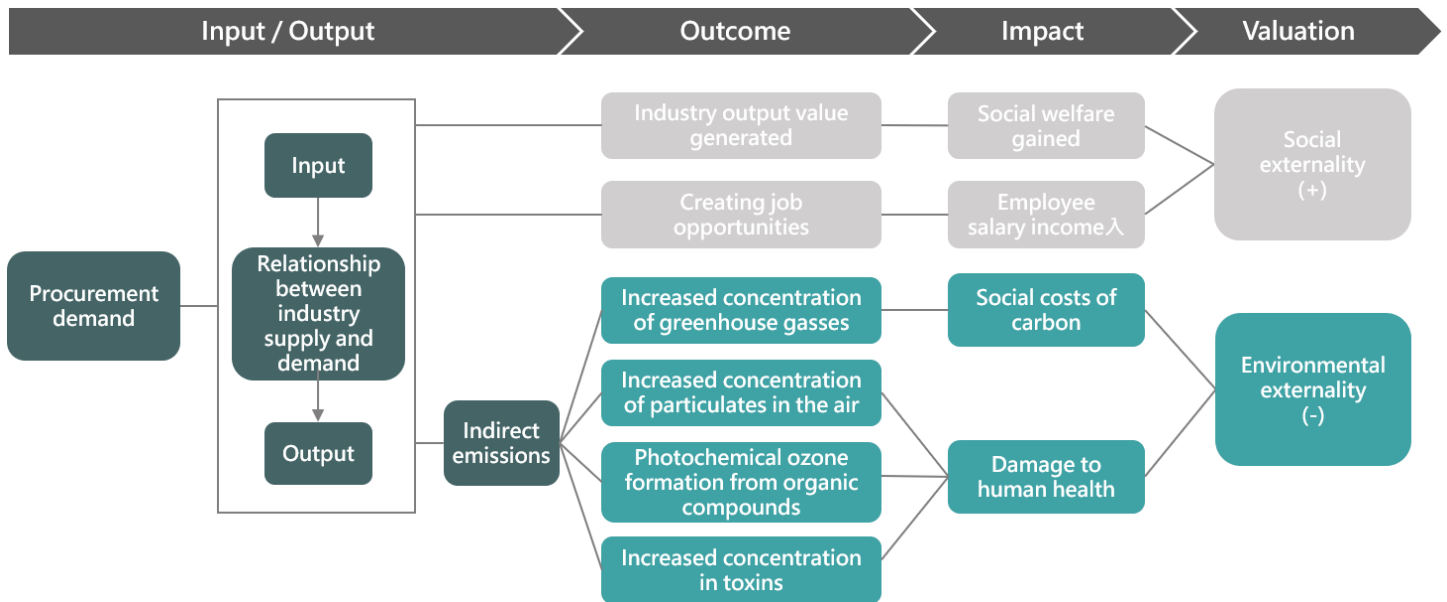 Input / Output
Outcome
Impact
Valuation
Procurement
demand
Input
Relationship
between
industry
supply and
demand
Output
Indirect
emissions
Industry output value
generated
Creating job
opportunities
Increased concentration
of greenhouse gasses
Increased concentration
of particulates in the air
Photochemical ozone
formation from organic
compounds
Increased concentration
in toxins
Social welfare
gained
Employee
salary income入
Social costs of
carbon
Damage to
human health
Social
externality
(+)
Environmental
externality
(-)